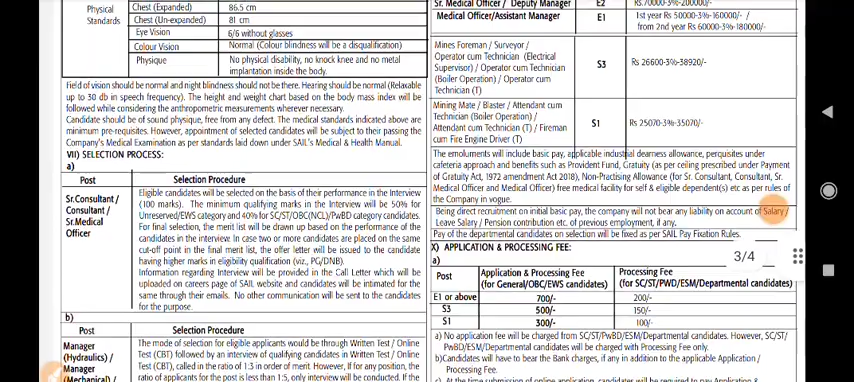 Physical
Standards
Chest (Expanded) 86.5 cm
Chest (Un-expanded) 81 cm
Eye Vision 6/6 without glasses
Colour Vision Normal (Colour blindness will be a disqualification)
Physique No physical disability, no knock knee and no metal
implantation inside the body.
Field of vision should be normal and night blindness should not be there. Hearing should be normal (Relaxable
up to 30 db in speech frequency). The height and weight chart based on the body mass index will be
followed while considering the anthropometric measurements wherever necessary.
Candidate should be of sound physique, free from any defect. The medical standards indicated above are
minimum pre-requisites. However, appointment of selected candidates will be subject to their passing the
Company's Medical Examination as per standards laid down under SAIL's Medical & Health Manual.
VII) SELECTION PROCESS:
a)
Post Selection Procedure
Sr.Consultant /
Consultant /
Sr.Medical
Officer
Eligible candidates will be selected on the basis of their performance in the Interview
(100 marks). The minimum qualifying marks in the Interview will be 50% for
Unreserved/EWS category and 40% for SC/ST/OBC(NCL)/PwBD category candidates.
For final selection, the merit list will be drawn up based on the performance of the
candidates in the interview. In case two or more candidates are placed on the same
cut-off point in the final merit list, the offer letter will be issued to the candidate
having higher marks in eligibility qualification (viz., PG/DNB).
Information regarding Interview will be provided in the Call Letter which will be
uploaded on careers page of SAIL website and candidates will be intimated for the
same through their emails. No other communication will be sent to the candidates
for the purpose.
b)
Post Selection Procedure
Manager
(Hydraulics) /
Manager
(Mechanical) /
The mode of selection for eligible applicants would be through Written Test / Online
Test (CBT) followed by an interview of qualifying candidates in Written Test / Online
Test (CBT), called in the ratio of 1:3 in order of merit. However, if for any position, the
ratio of applicants for the post is less than 1:5, only interview will be conducted. If the
Sr. Medical Officer / Deputy Manager E2 Rs.70000-3%-200000/-
Medical Officer/Assistant Manager E1 1st year Rs 50000-3%-160000/- /
from 2nd year Rs 60000-3%-180000/-
Mines Foreman / Surveyor /
Operator cum Technician (Electrical
Supervisor) / Operator cum Technician
(Boiler Operation) / Operator cum
Technician (T)
S3 Rs 26600-3%-38920/-
Mining Mate / Blaster / Attendant cum
Technician (Boiler Operation) /
Attendant cum Technician (T) / Fireman
cum Fire Engine Driver (T)
S1 Rs 25070-3%-35070/-
The emoluments will include basic pay, applicable industrial dearness allowance, perquisites under
cafeteria approach and benefits such as Provident Fund, Gratuity (as per ceiling prescribed under Payment
of Gratuity Act, 1972 amendment Act 2018), Non-Practising Allowance (for Sr. Consultant, Consultant, Sr.
Medical Officer and Medical Officer) free medical facility for self & eligible dependent(s) etc as per rules of
the Company in vogue.
Being direct recruitment on initial basic pay, the company will not bear any liability on account of Salary /
Leave Salary / Pension contribution etc. of previous employment, if any.
Pay of the departmental candidates on selection will be fixed as per SAIL Pay Fixation Rules.
X) APPLICATION & PROCESSING FEE:
a)
3/4
Post Application & Processing Fee Processing Fee
(for General/OBC/EWS candidates) (for SC/ST/PWD/ESM/Departmental candidates)
E1 or above 700/- 200/-
S3 500/- 150/-
S1 300/- 100/-
a) No application fee will be charged from SC/ST/PwBD/ESM/Departmental candidates. However, SC/ST/
PwBD/ESM/Departmental candidates will be charged with Processing Fee only.
b)Candidates will have to bear the Bank charges, if any in addition to the applicable Application /
Processing Fee.
c) At the time submission of online application, candidates will be required to pay Application &